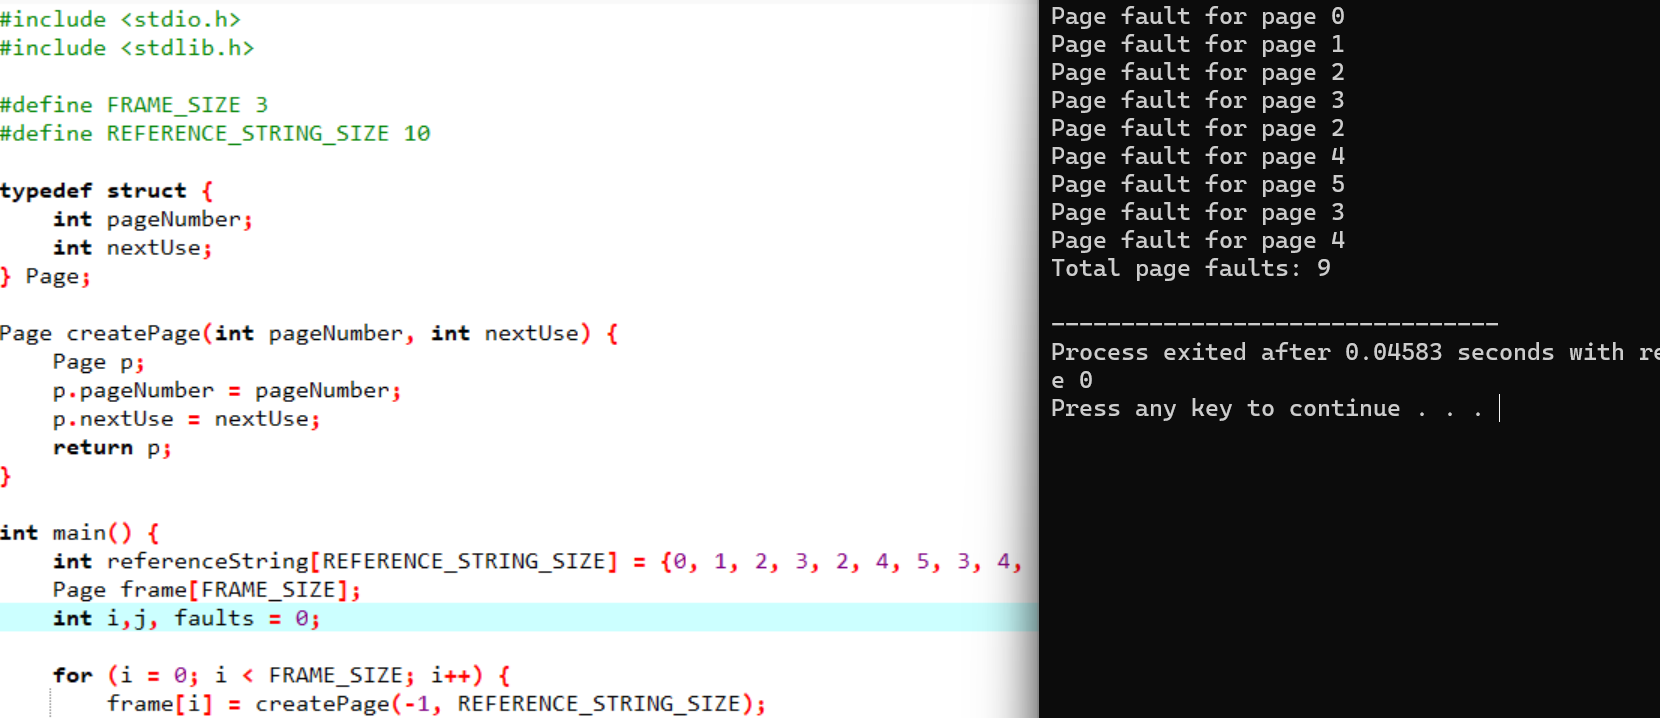 #include <stdio.h>
#include <stdlib.h>
#define FRAME_SIZE 3
#define REFERENCE_STRING_SIZE 10
typedef struct {
    int pageNumber;
    int nextUse;
} Page;
Page createPage(int pageNumber, int nextUse) {
    Page p;
    p.pageNumber = pageNumber;
    p.nextUse = nextUse;
    return p;
}
int main() {
    int referenceString[REFERENCE_STRING_SIZE] = {0, 1, 2, 3, 2, 4, 5, 3, 4,
    Page frame[FRAME_SIZE];
    int i,j, faults = 0;
    for (i = 0; i < FRAME_SIZE; i++) {
        frame[i] = createPage(-1, REFERENCE_STRING_SIZE);
Page fault for page 0
Page fault for page 1
Page fault for page 2
Page fault for page 3
Page fault for page 2
Page fault for page 4
Page fault for page 5
Page fault for page 3
Page fault for page 4
Total page faults: 9
--------------------------------
Process exited after 0.04583 seconds with re
e 0
Press any key to continue . . .